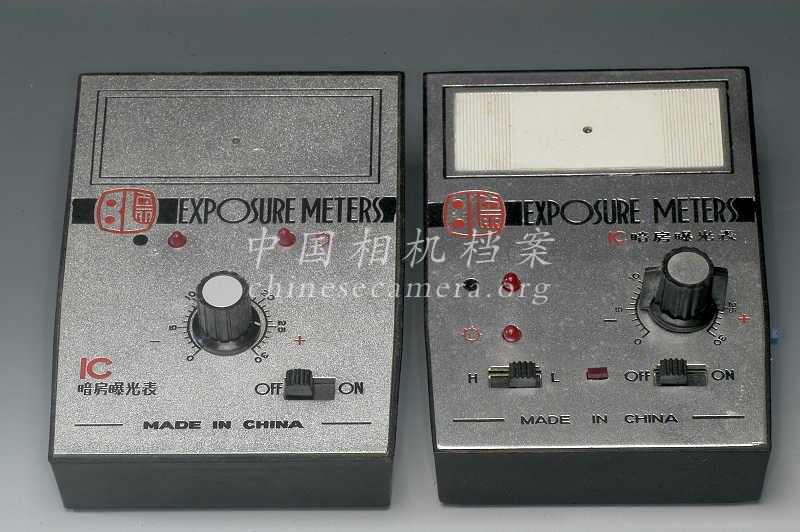 EXPOSURE METERS
IC
暗房曝光表
OFF ON
MADE IN CHINA
EXPOSURE METERS
IC暗房曝光表
H L OFF ON
MADE IN CHINA
中国相机档案
chinesecamera.org